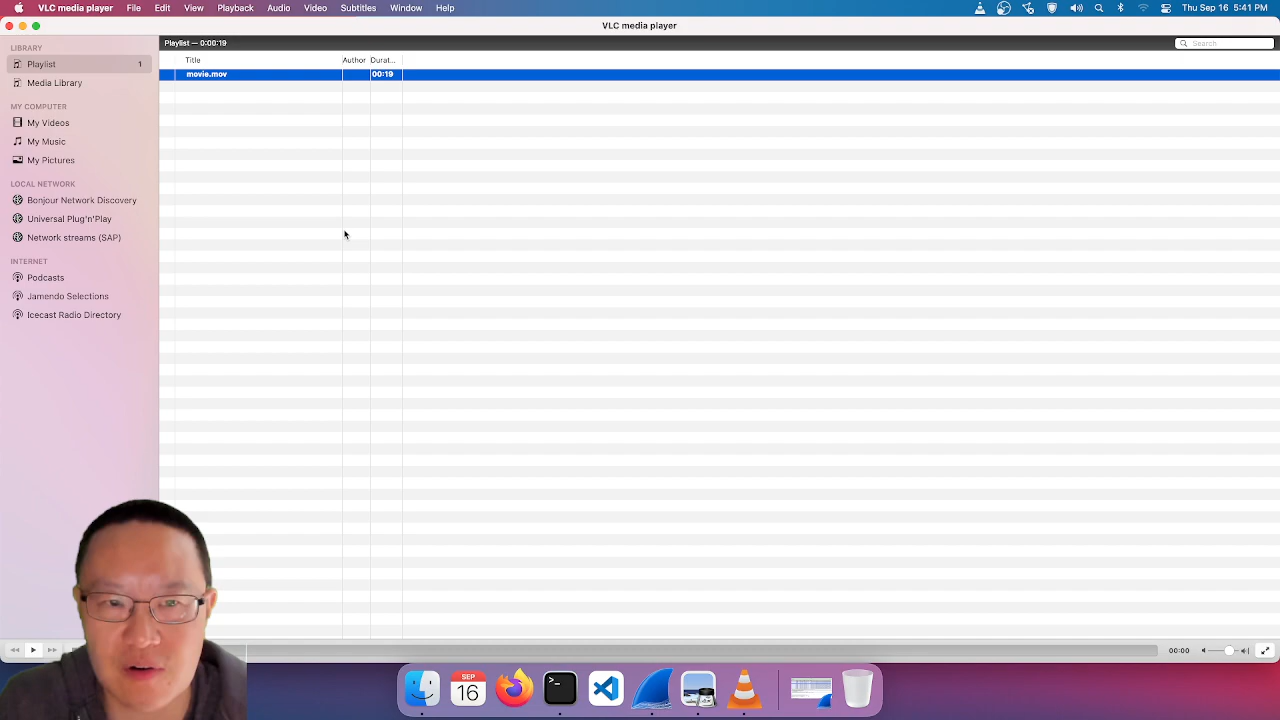 VLC media player File Edit View Playback Audio Video Subtitles Window Help Thu Sep 16 5:41 PM
VLC media player
LIBRARY
Playlist 1
Media Library
MY COMPUTER
My Videos
My Music
My Pictures
LOCAL NETWORK
Bonjour Network Discovery
Universal Plug'n'Play
Network streams (SAP)
INTERNET
Podcasts
Jamendo Selections
Icecast Radio Directory
Playlist — 0:00:19
Search
Title Author Durat...
movie.mov 00:19
00:00
SEP
16
>_